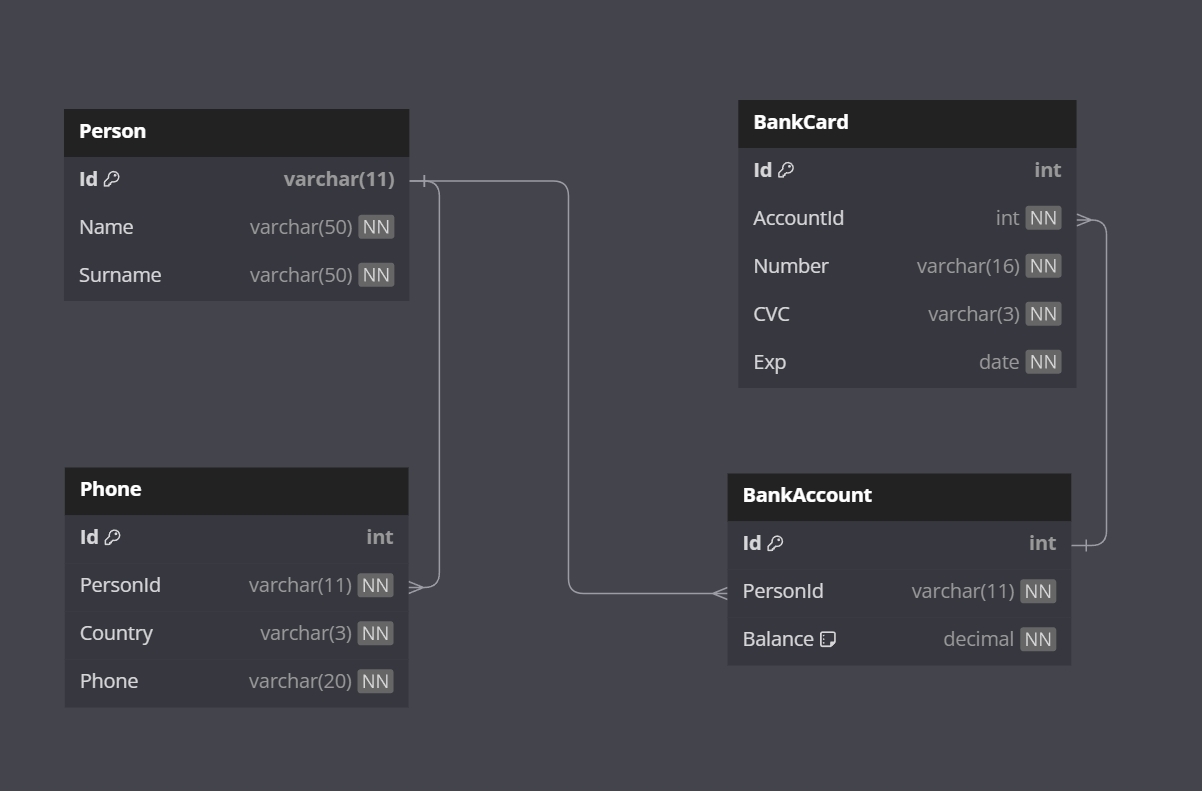 Person
Id varchar(11)
Name varchar(50) NN
Surname varchar(50) NN
BankCard
Id int
AccountId int NN
Number varchar(16) NN
CVC varchar(3) NN
Exp date NN
Phone
Id int
PersonId varchar(11) NN
Country varchar(3) NN
Phone varchar(20) NN
BankAccount
Id int
PersonId varchar(11) NN
Balance decimal NN